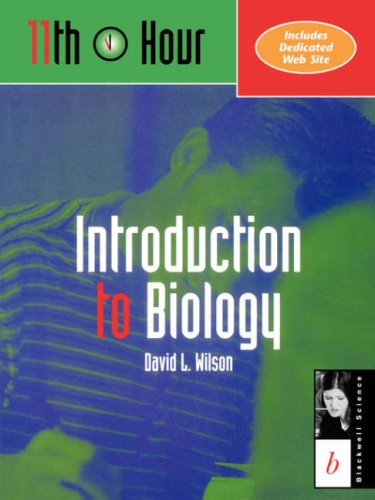 11th Hour
Includes
Dedicated
Web Site
Introduction
to Biology
David L. Wilson
Blackwell Science
b